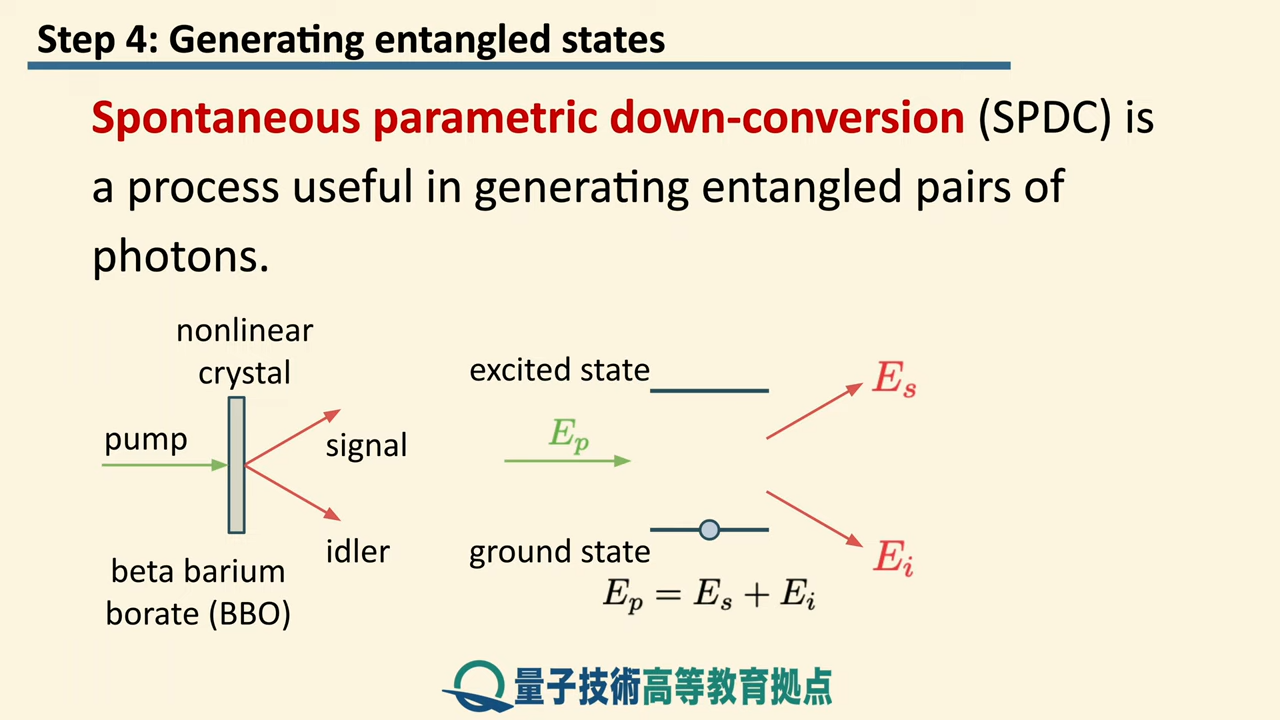 Step 4: Generating entangled states
Spontaneous parametric down-conversion (SPDC) is
a process useful in generating entangled pairs of
photons.
nonlinear
crystal
pump
signal
idler
beta barium
borate (BBO)
excited state
E_p
E_s
ground state
E_i
E_p = E_s + E_i
量子技術高等教育拠点